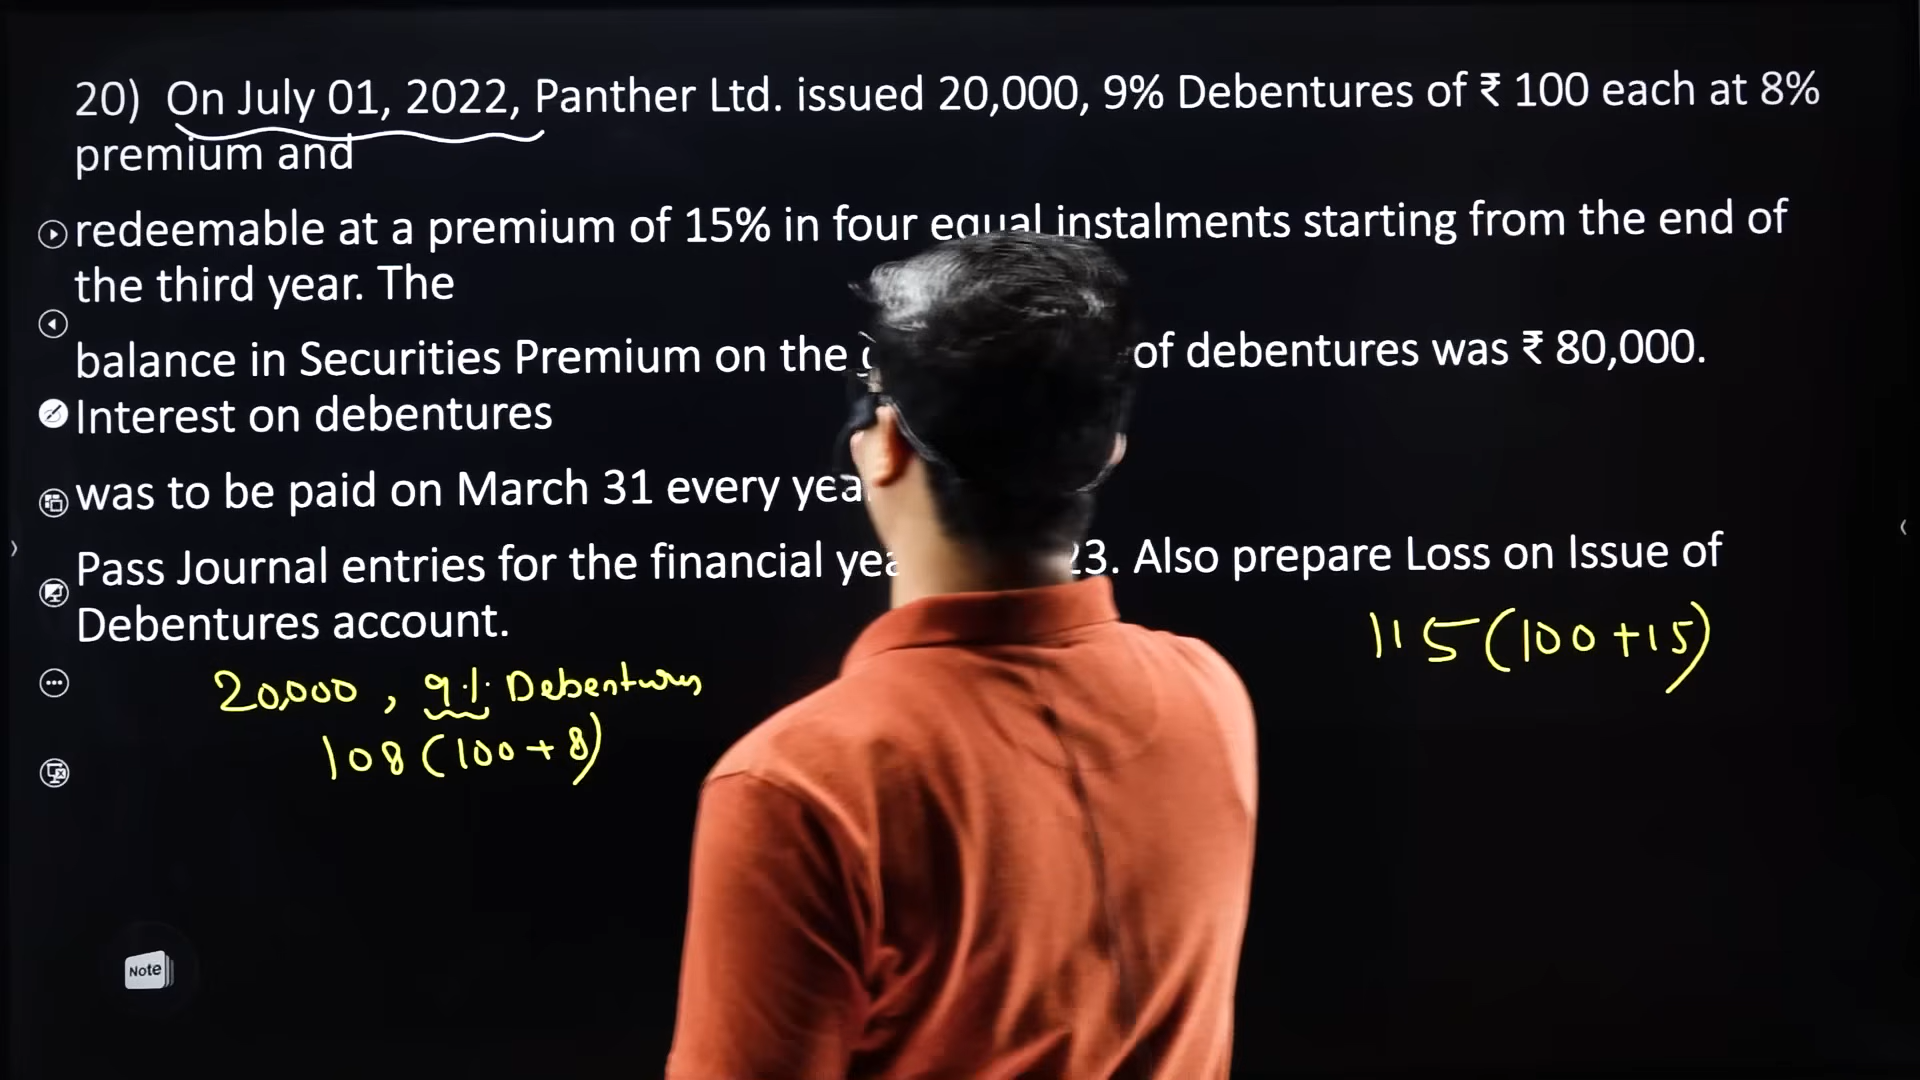 20) On July 01, 2022, Panther Ltd. issued 20,000, 9% Debentures of ₹ 100 each at 8%
premium and
redeemable at a premium of 15% in four equal instalments starting from the end of
the third year. The
balance in Securities Premium on the of debentures was ₹ 80,000.
Interest on debentures
was to be paid on March 31 every
Pass Journal entries for the financial 23. Also prepare Loss on Issue of
Debentures account.
115 (100+15)
20,000, 9% Debentures
108 (100+8)
Note